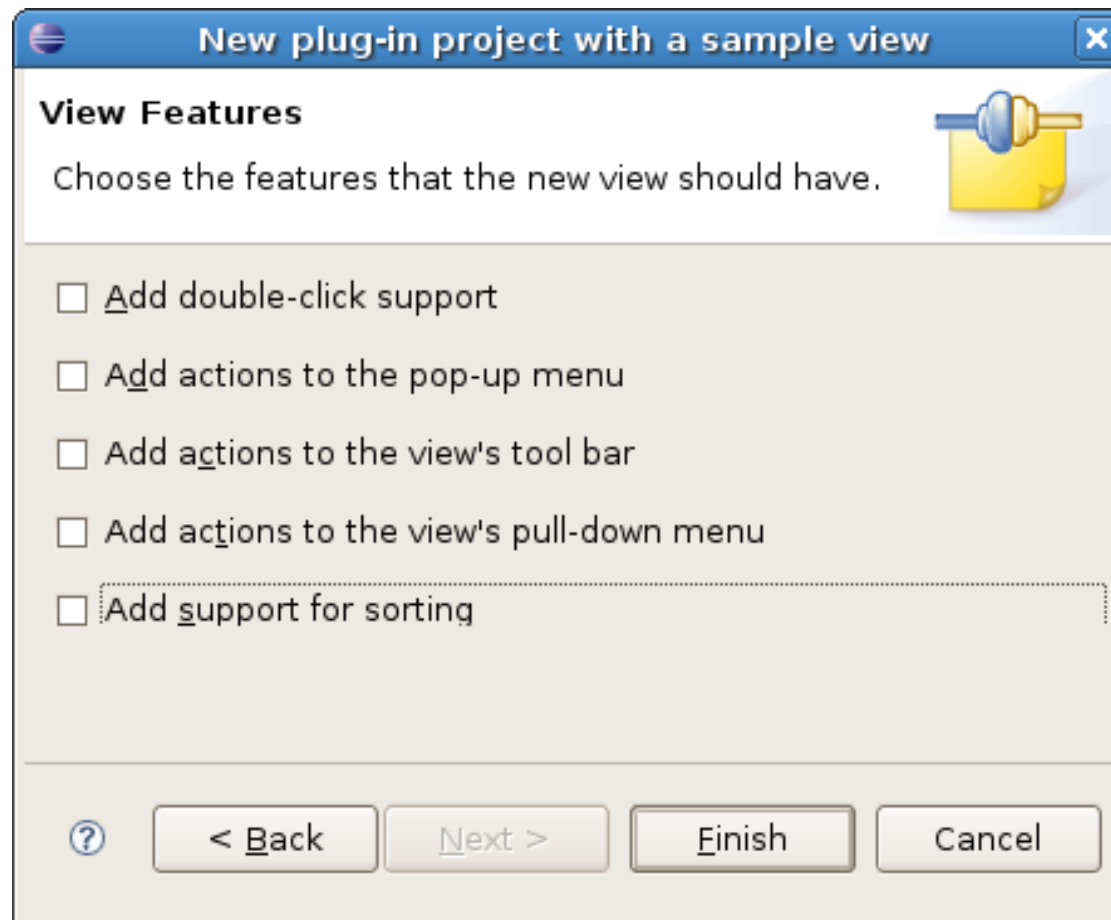 New plug-in project with a sample view
View Features
Choose the features that the new view should have.
Add double-click support
Add actions to the pop-up menu
Add actions to the view's tool bar
Add actions to the view's pull-down menu
Add support for sorting
? < Back Next > Finish Cancel